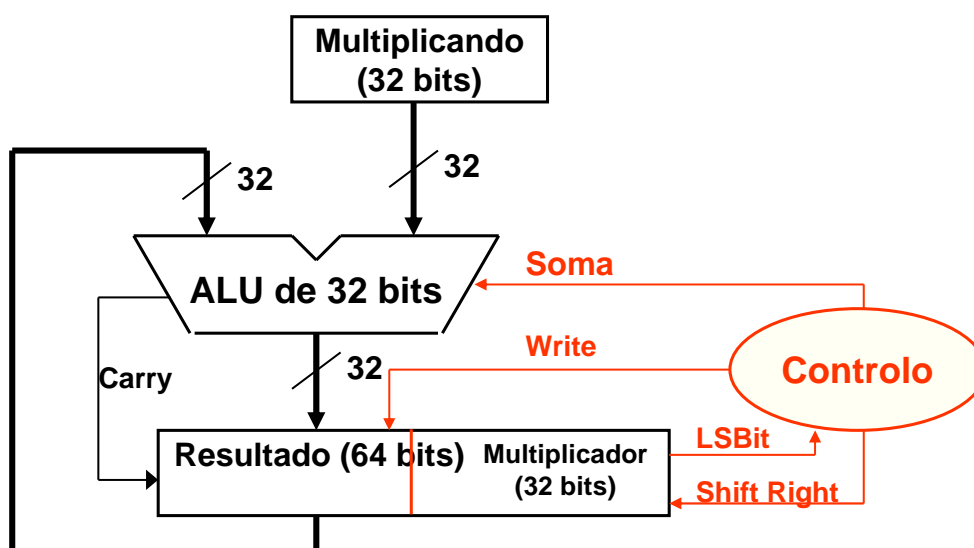 Multiplicando
(32 bits)
32
32
Soma
ALU de 32 bits
Write
32
Carry
Controlo
Resultado (64 bits)
Multiplicador
(32 bits)
LSBit
Shift Right